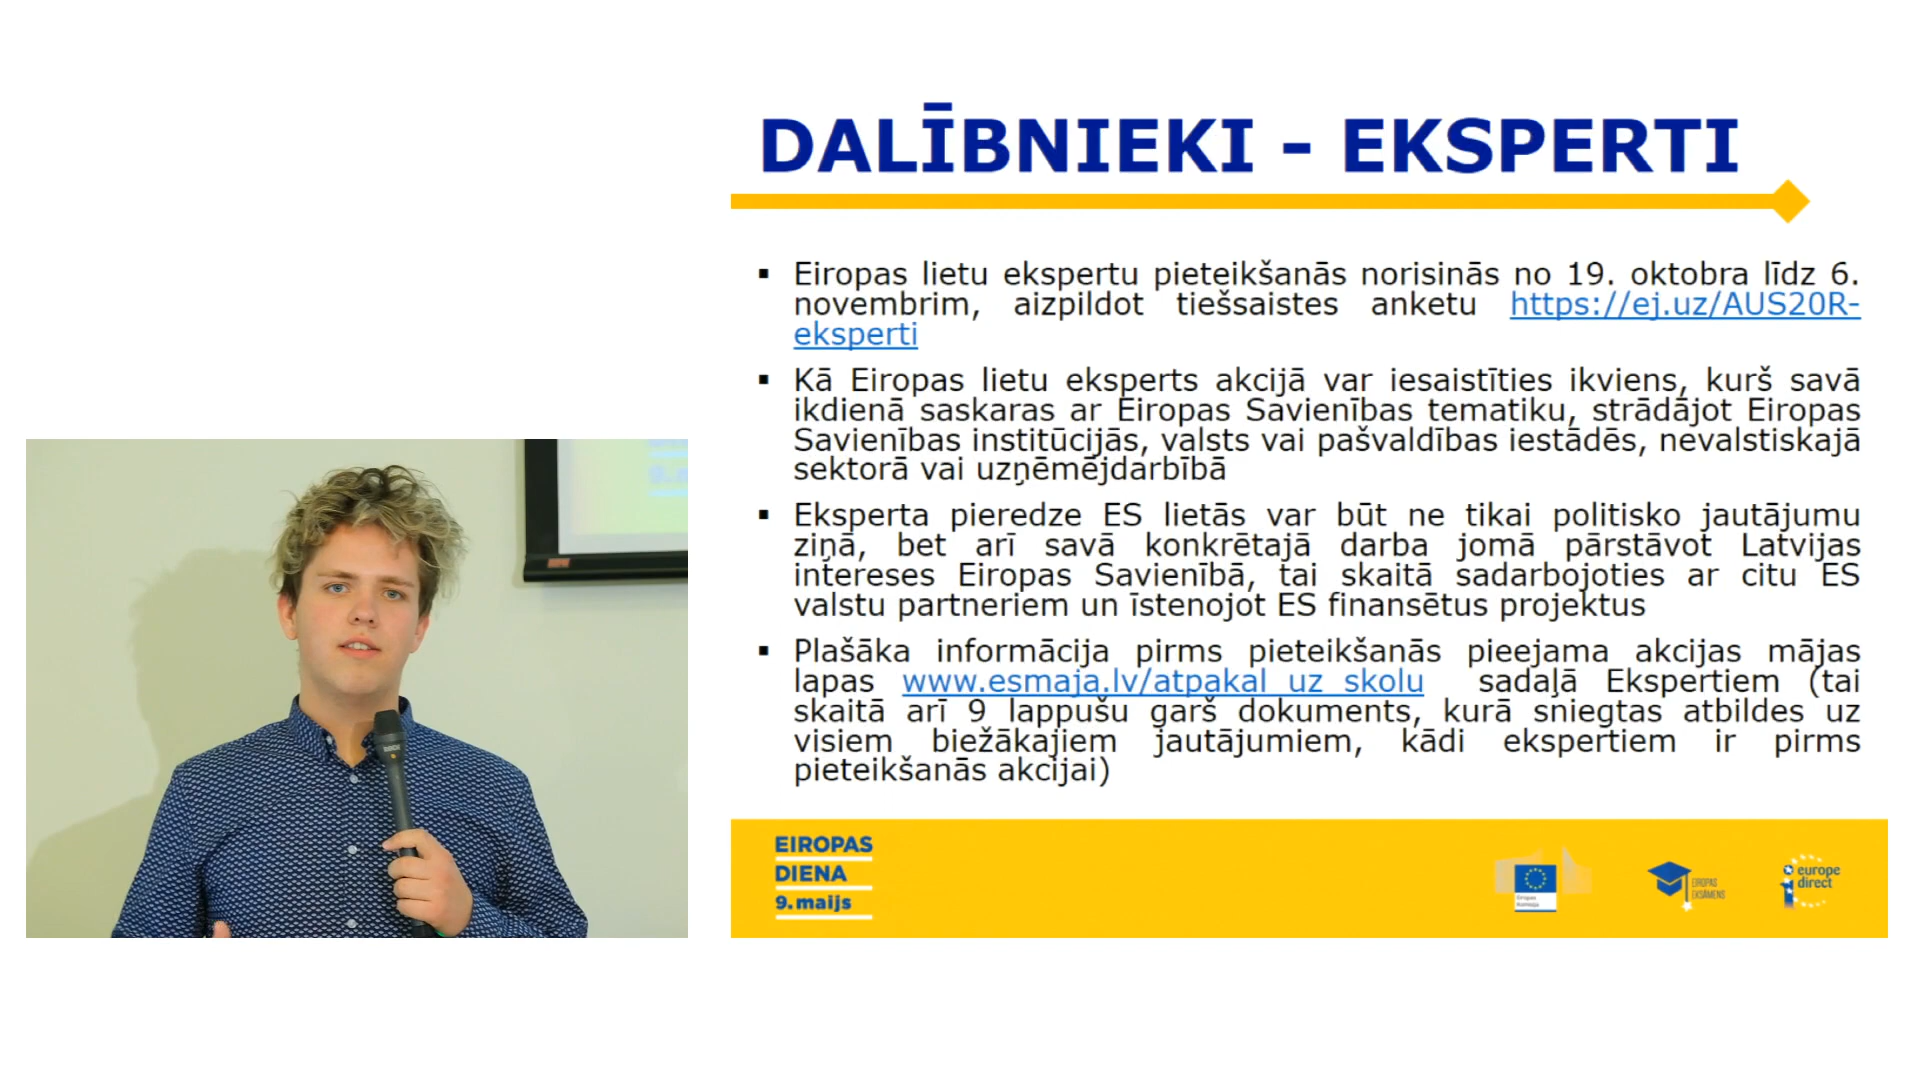 DALĪBNIEKI - EKSPERTI
▪ Eiropas lietu ekspertu pieteikšanās norisinās no 19. oktobra līdz 6.
novembrim, aizpildot tiešsaistes anketu https://ej.uz/AUS20R-
eksperti
▪ Kā Eiropas lietu eksperts akcijā var iesaistīties ikviens, kurš savā
ikdienā saskaras ar Eiropas Savienības tematiku, strādājot Eiropas
Savienības institūcijās, valsts vai pašvaldības iestādēs, nevalstiskajā
sektorā vai uzņēmējdarbībā
▪ Eksperta pieredze ES lietās var būt ne tikai politisko jautājumu
ziņā, bet arī savā konkrētajā darba jomā pārstāvot Latvijas
intereses Eiropas Savienībā, tai skaitā sadarbojoties ar citu ES
valstu partneriem un īstenojot ES finansētus projektus
▪ Plašāka informācija pirms pieteikšanās pieejama akcijas mājas
lapas www.esmaja.lv/atpakal_uz_skolu sadaļā Ekspertiem (tai
skaitā arī 9 lappušu garš dokuments, kurā sniegtas atbildes uz
visiem biežākajiem jautājumiem, kādi ekspertiem ir pirms
pieteikšanās akcijai)
EIROPAS
DIENA
9.maijs
Eiropas
Komisija
EIROPAS
EKSĀMENS
europe
direct